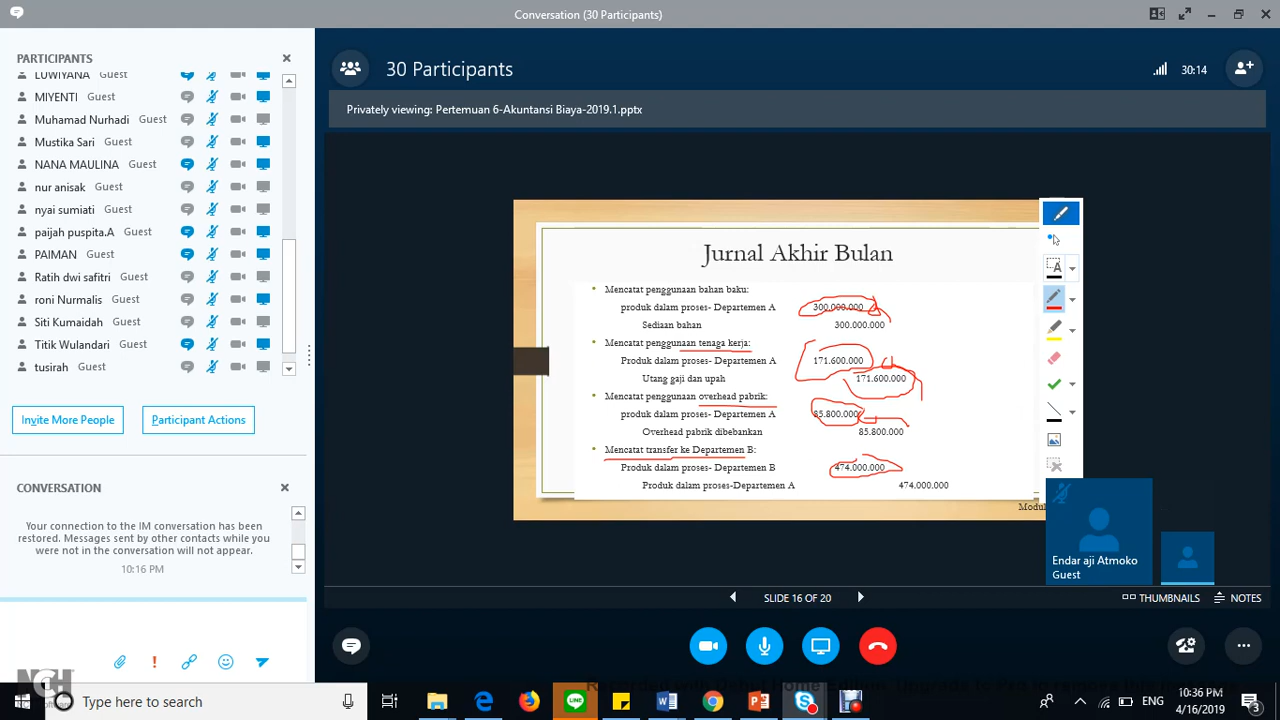 Conversation (30 Participants)
PARTICIPANTS
LUWIYANA Guest
MIYENTI Guest
Muhamad Nurhadi Guest
Mustika Sari Guest
NANA MAULINA Guest
nur anisak Guest
nyai sumiati Guest
paijah puspita.A Guest
PAIMAN Guest
Ratih dwi safitri Guest
roni Nurmalis Guest
Siti Kumaidah Guest
Titik Wulandari Guest
tusirah Guest
Invite More People
Participant Actions
CONVERSATION
Your connection to the IM conversation has been
restored. Messages sent by other contacts while you
were not in the conversation will not appear.
10:16 PM
30 Participants
30:14
Privately viewing: Pertemuan 6-Akuntansi Biaya-2019.1.pptx
Jurnal Akhir Bulan
• Mencatat penggunaan bahan baku:
produk dalam proses- Departemen A 300.000.000
Sediaan bahan 300.000.000
• Mencatat penggunaan tenaga kerja:
Produk dalam proses- Departemen A 171.600.000
Utang gaji dan upah 171.600.000
• Mencatat penggunaan overhead pabrik:
produk dalam proses- Departemen A 85.800.000
Overhead pabrik dibebankan 85.800.000
• Mencatat transfer ke Departemen B:
Produk dalam proses- Departemen B 474.000.000
Produk dalam proses-Departemen A 474.000.000
Modul
A
Endar aji Atmoko
Guest
SLIDE 16 OF 20
THUMBNAILS
NOTES
NCH
Type here to search
ENG
10:36 PM
4/16/2019
3